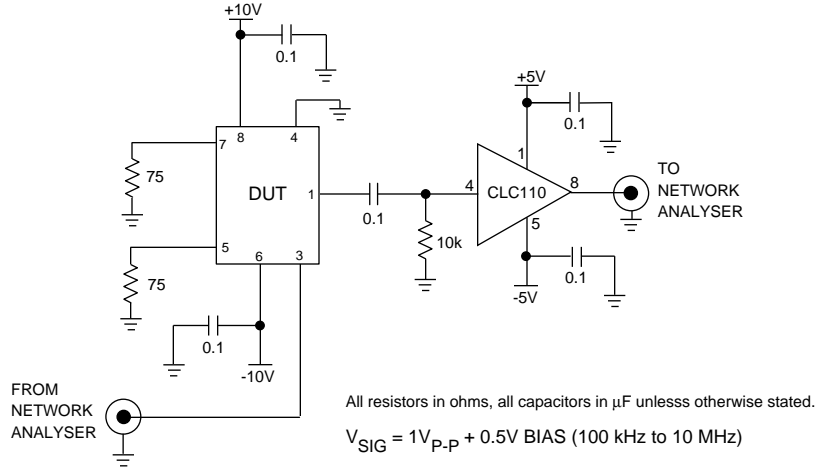 +10V
0.1
+5V
0.1
7
8
4
75
DUT
1
0.1
4
1
CLC110
8
5
TO
NETWORK
ANALYSER
10k
5
6
3
75
0.1
-5V
0.1
-10V
FROM
NETWORK
ANALYSER
All resistors in ohms, all capacitors in µF unlesss otherwise stated.
VSIG = 1VP-P + 0.5V BIAS (100 kHz to 10 MHz)